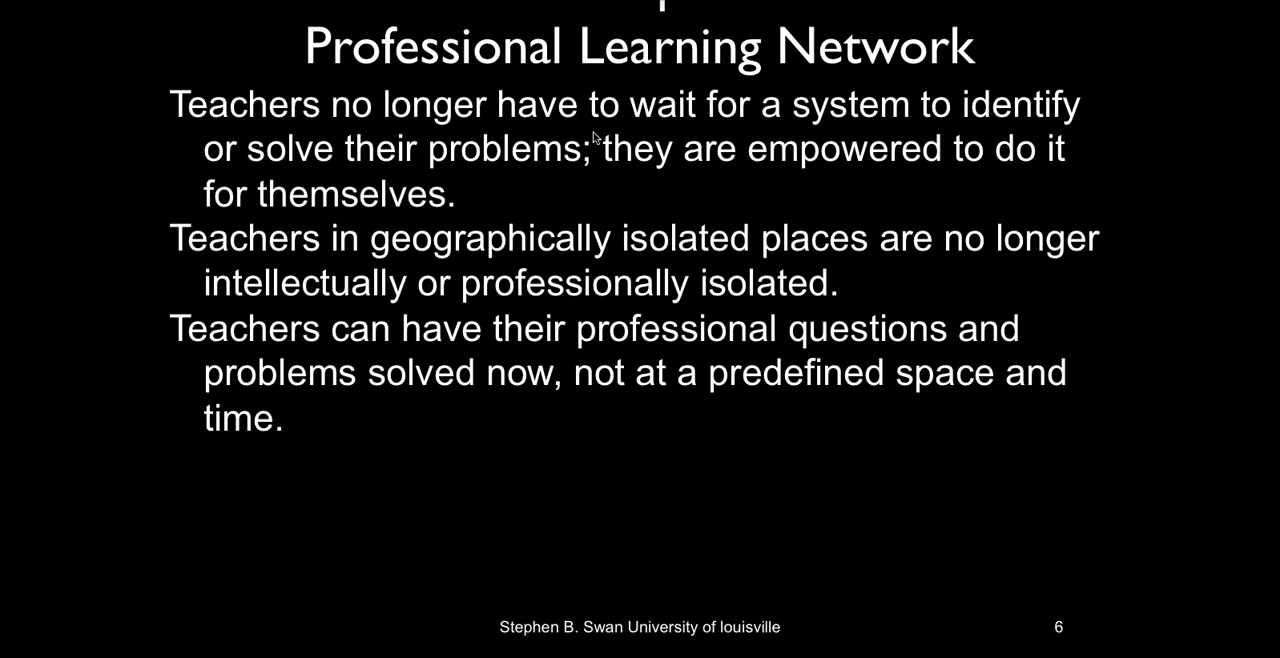 Professional Learning Network
Teachers no longer have to wait for a system to identify
or solve their problems; they are empowered to do it
for themselves.
Teachers in geographically isolated places are no longer
intellectually or professionally isolated.
Teachers can have their professional questions and
problems solved now, not at a predefined space and
time.
Stephen B. Swan University of louisville
6